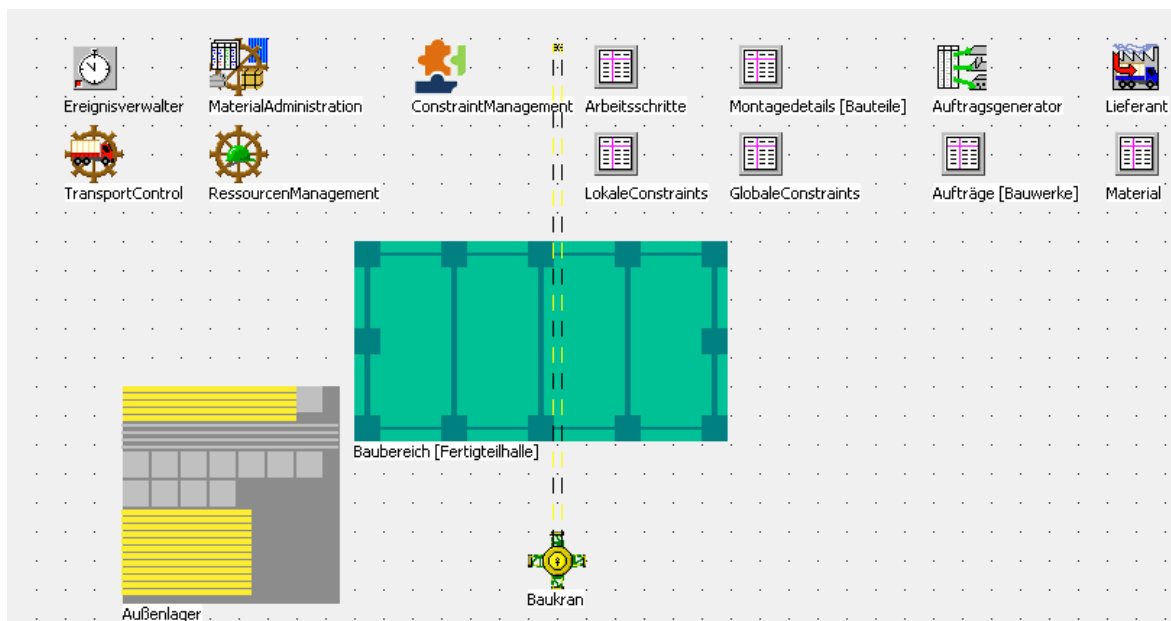 Ereignisverwalter MaterialAdministration ConstraintManagement Arbeitsschritte Montagedetails [Bauteile] Auftragsgenerator Lieferant
TransportControl RessourcenManagement LokaleConstraints GlobaleConstraints Aufträge [Bauwerke] Material
Baubereich [Fertigteilhalle]
Baukran
Außenlager